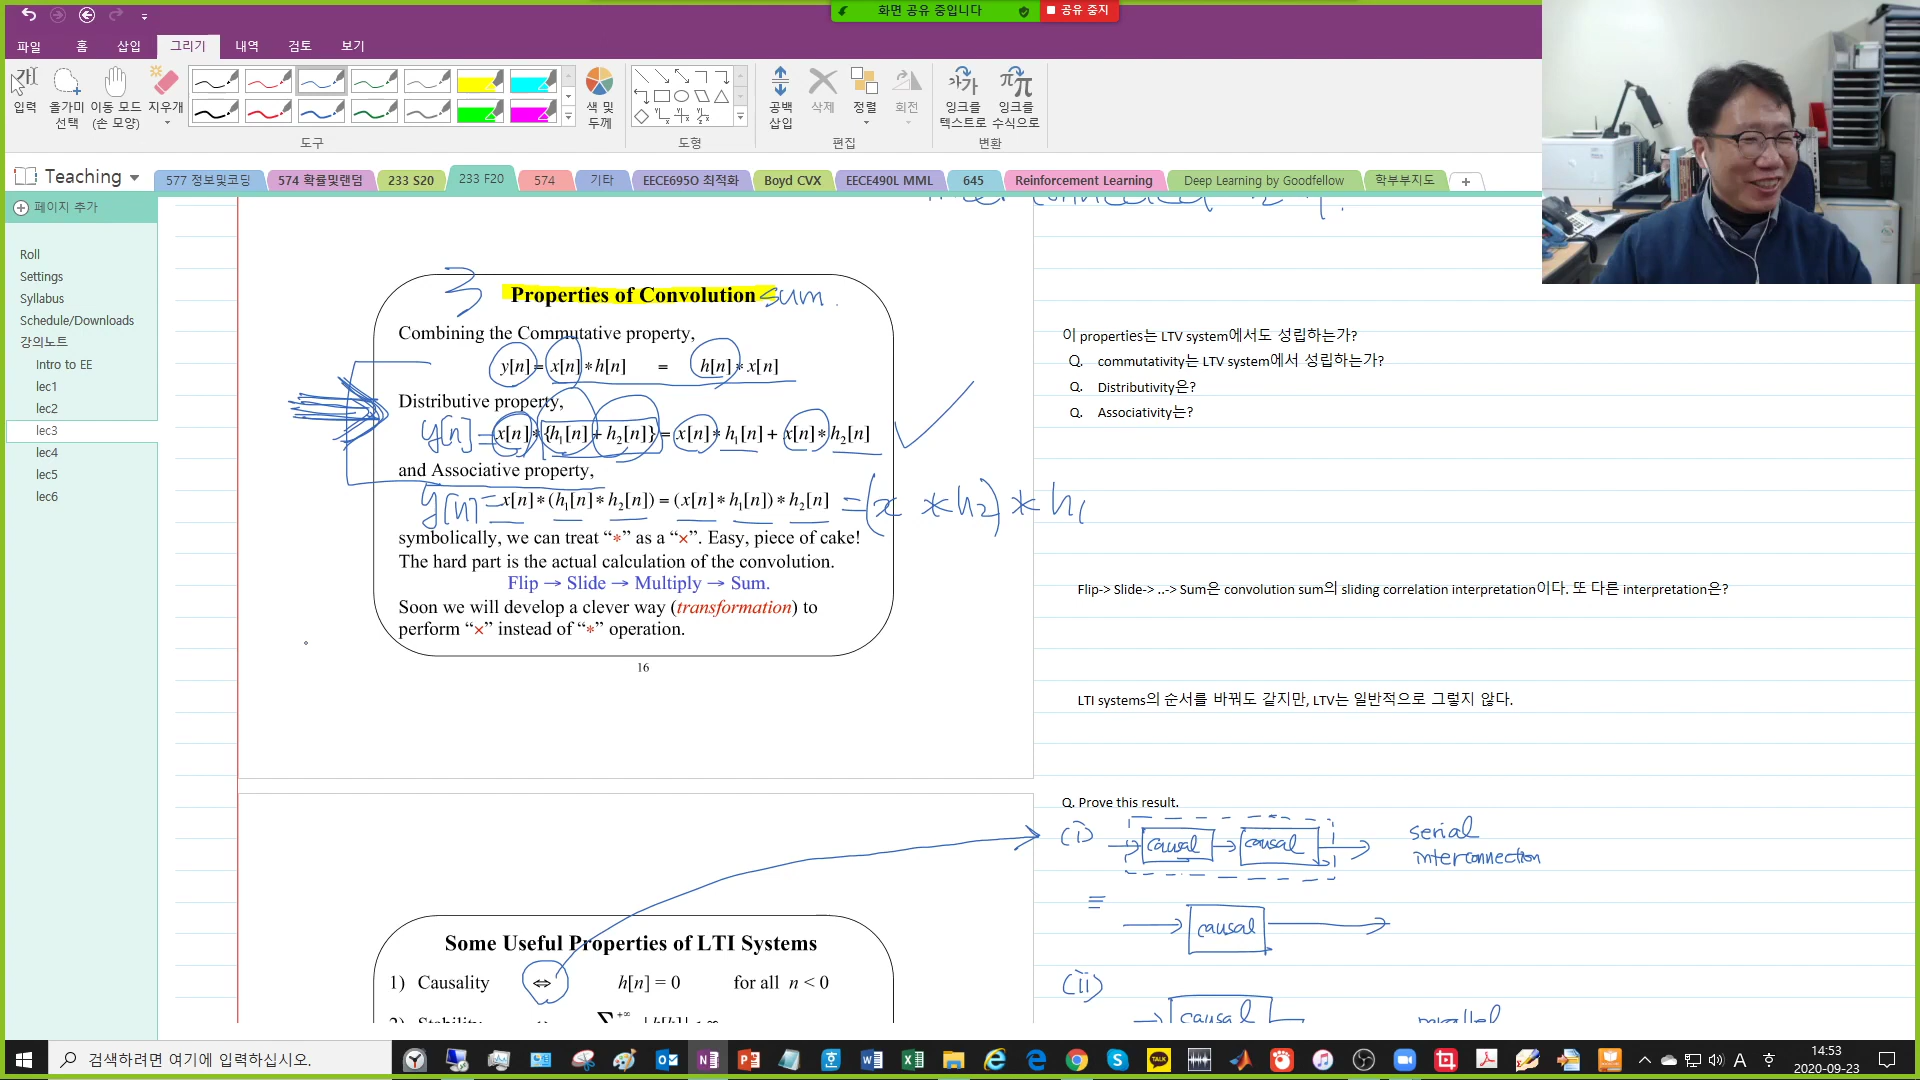 화면 공유 중입니다 공유 중지
파일 홈 삽입 그리기 내역 검토 보기
입력 올가미 선택 이동 모드 (손 모양) 지우개 색 및 두께 공백 삽입 삭제 정렬 회전 잉크를 텍스트로 잉크를 수식으로
도구 도형 편집 변환
Teaching 577 정보및코딩 574 확률및랜덤 233 S20 233 F20 574 기타 EECE695O 최적화 Boyd CVX EECE490L MML 645 Reinforcement Learning Deep Learning by Goodfellow 학부부지도
페이지 추가
Roll
Settings
Syllabus
Schedule/Downloads
강의노트
Intro to EE
lec1
lec2
lec3
lec4
lec5
lec6
3 Properties of Convolution sum.
Combining the Commutative property,
y[n] = x[n]*h[n] = h[n]*x[n]
Distributive property,
y[n] = x[n]*{h₁[n]+h₂[n]} = x[n]*h₁[n]+x[n]*h₂[n]
and Associative property,
y[n] = x[n]*(h₁[n]*h₂[n]) = (x[n]*h₁[n])*h₂[n] = (x *h₂)*h₁
symbolically, we can treat “*” as a “×”. Easy, piece of cake!
The hard part is the actual calculation of the convolution.
Flip → Slide → Multiply → Sum.
Soon we will develop a clever way (transformation) to
perform “×” instead of “*” operation.
16
이 properties는 LTV system에서도 성립하는가?
Q. commutativity는 LTV system에서 성립하는가?
Q. Distributivity은?
Q. Associativity는?
Flip-> Slide-> ..-> Sum은 convolution sum의 sliding correlation interpretation이다. 또 다른 interpretation은?
LTI systems의 순서를 바꿔도 같지만, LTV는 일반적으로 그렇지 않다.
Q. Prove this result.
(i) causal causal serial
interconnection
≡ causal
(ii) causal parallel
Some Useful Properties of LTI Systems
1) Causality ⇔ h[n] = 0 for all n < 0
2) Stability
검색하려면 여기에 입력하십시오.
TALK
A
14:53
2020-09-23